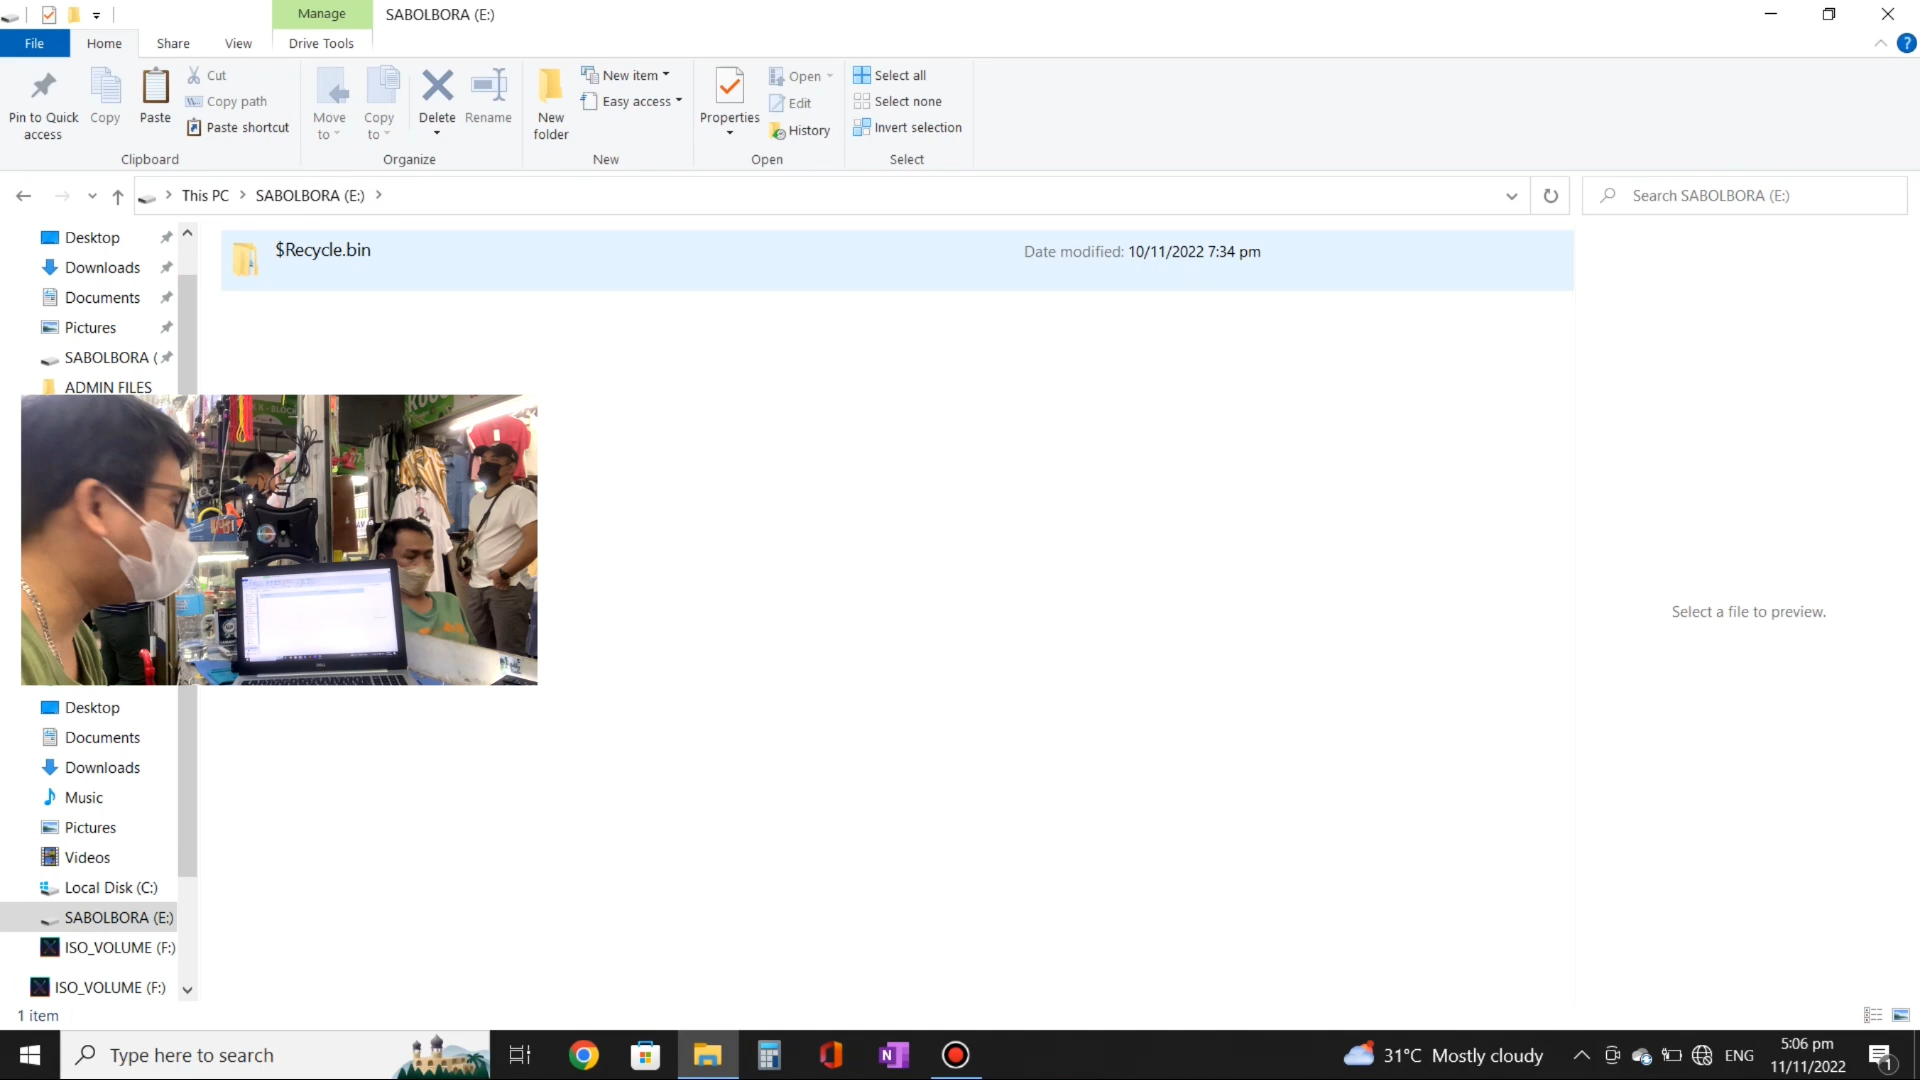 Manage
SABOLBORA (E:)
File
Home
Share
View
Drive Tools
Pin to Quick
access
Copy
Paste
Cut
Copy path
Paste shortcut
Clipboard
Move
to
Copy
to
Delete
Rename
Organize
New
folder
New item
Easy access
New
Properties
Open
Edit
History
Open
Select all
Select none
Invert selection
Select
This PC
SABOLBORA (E:)
Search SABOLBORA (E:)
Desktop
Downloads
Documents
Pictures
SABOLBORA (
ADMIN FILES
$Recycle.bin
Date modified: 10/11/2022 7:34 pm
Select a file to preview.
Desktop
Documents
Downloads
Music
Pictures
Videos
Local Disk (C:)
SABOLBORA (E:)
ISO_VOLUME (F:)
ISO_VOLUME (F:)
1 item
Type here to search
31°C Mostly cloudy
ENG
5:06 pm
11/11/2022
1